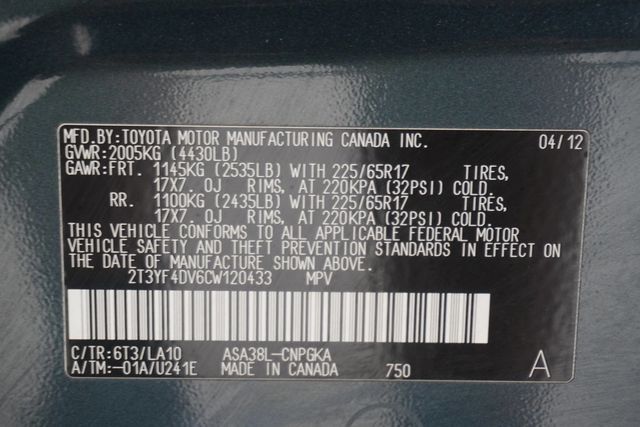 MFD.BY:TOYOTA MOTOR MANUFACTURING CANADA INC. 04/12
GVWR:2005KG (4430LB)
GAWR:FRT. 1145KG (2535LB) WITH 225/65R17 TIRES,
17X7.0J RIMS, AT 220KPA (32PSI) COLD.
RR. 1100KG (2435LB) WITH 225/65R17 TIRES,
17X7.0J RIMS, AT 220KPA (32PSI) COLD.
THIS VEHICLE CONFORMS TO ALL APPLICABLE FEDERAL MOTOR
VEHICLE SAFETY AND THEFT PREVENTION STANDARDS IN EFFECT ON
THE DATE OF MANUFACTURE SHOWN ABOVE.
2T3YF4DV6CW120433 MPV
C/TR:6T3/LA10 ASA38L-CNPGKA
A/TM:-01A/U241E MADE IN CANADA 750 A